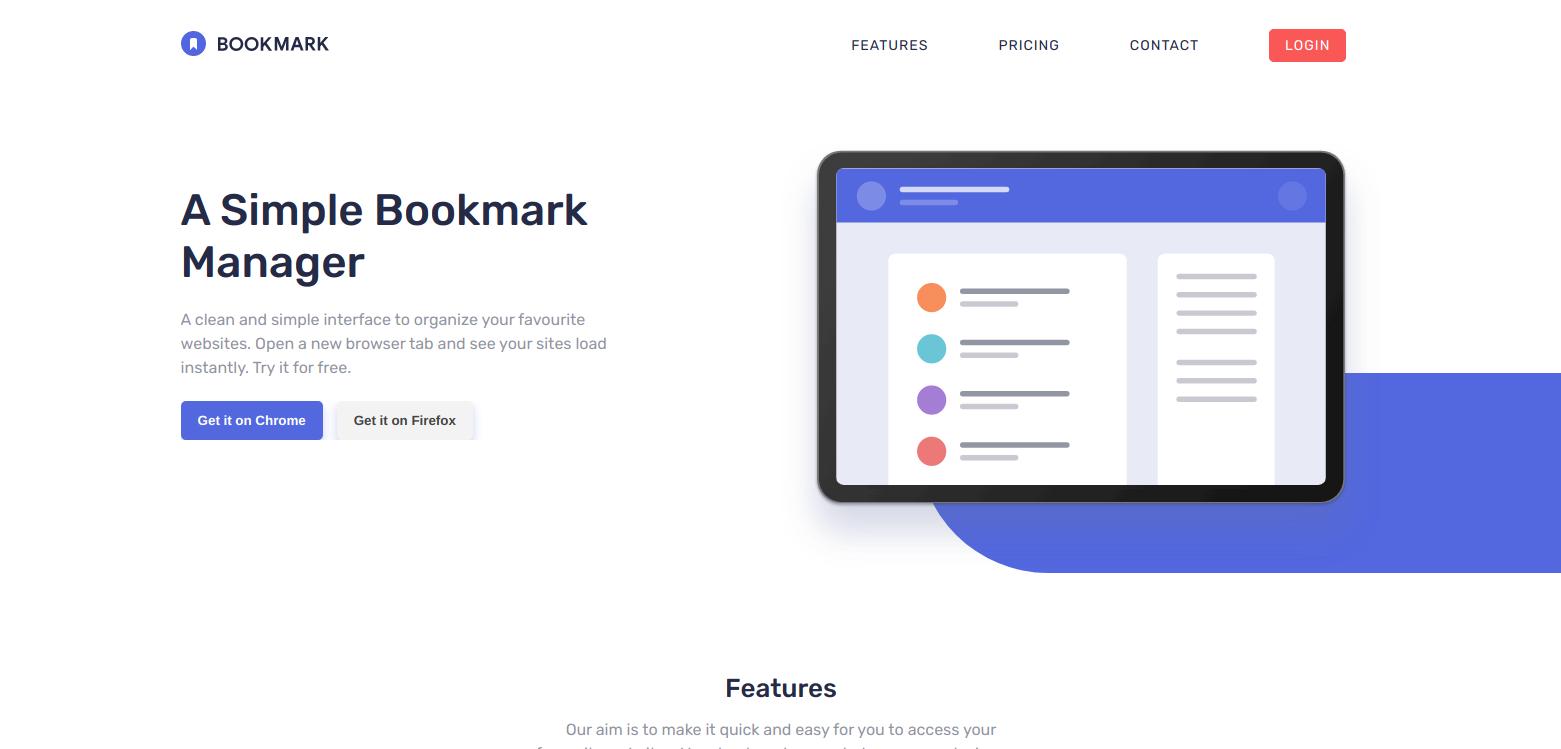 BOOKMARK
FEATURES
PRICING
CONTACT
LOGIN
A Simple Bookmark
Manager
A clean and simple interface to organize your favourite
websites. Open a new browser tab and see your sites load
instantly. Try it for free.
Get it on Chrome
Get it on Firefox
Features
Our aim is to make it quick and easy for you to access your